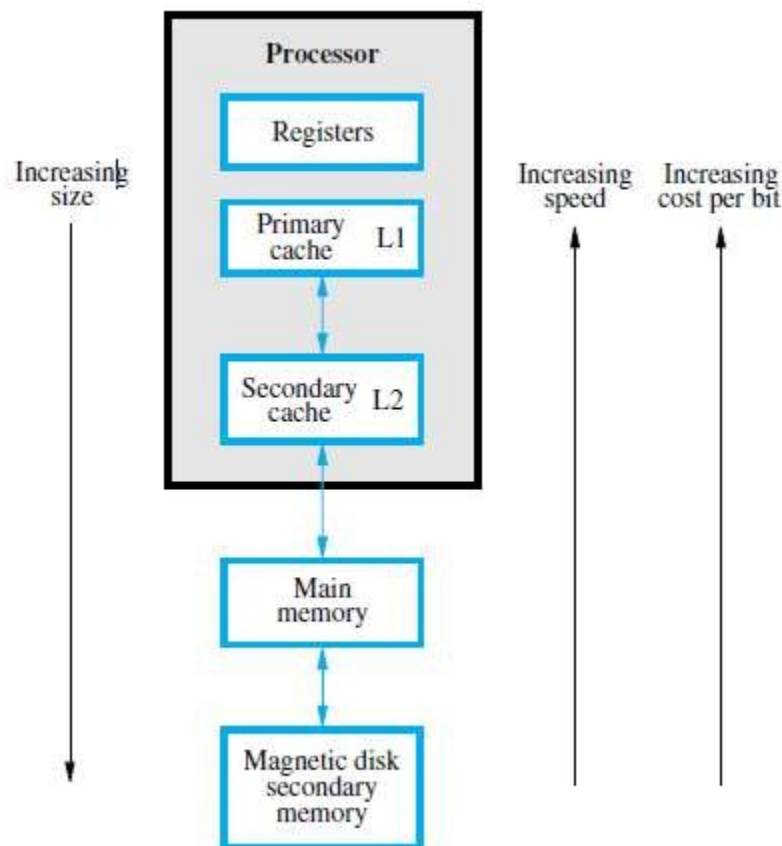 Processor
Registers
Increasing
size
Increasing
speed
Increasing
cost per bit
Primary
cache L1
Secondary
cache L2
Main
memory
Magnetic disk
secondary
memory